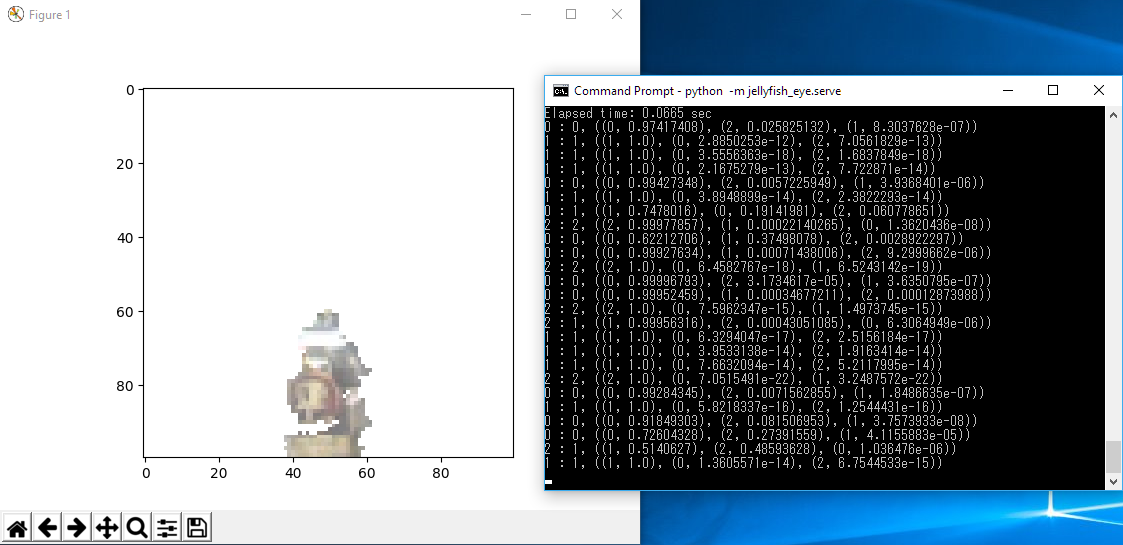 Figure 1
0
20
40
60
80
0
20
40
60
80
Command Prompt - python  -m jellyfish_eye.serve
Elapsed time: 0.0665 sec
0 : 0, ((0, 0.97417408), (2, 0.025825132), (1, 8.3037628e-07))
1 : 1, ((1, 1.0), (0, 2.8850253e-12), (2, 7.0561829e-13))
1 : 1, ((1, 1.0), (0, 3.5556363e-18), (2, 1.6837849e-18))
1 : 1, ((1, 1.0), (0, 2.1675279e-13), (2, 7.722871e-14))
0 : 0, ((0, 0.99427348), (2, 0.0057225949), (1, 3.9368401e-06))
1 : 1, ((1, 1.0), (0, 3.8948899e-14), (2, 2.3822293e-14))
0 : 1, ((1, 0.7478016), (0, 0.19141981), (2, 0.060778651))
2 : 2, ((2, 0.99977857), (1, 0.00022140265), (0, 1.3620436e-08))
0 : 0, ((0, 0.62212706), (1, 0.37498078), (2, 0.0028922297))
0 : 0, ((0, 0.99927634), (1, 0.00071438006), (2, 9.2999662e-06))
2 : 2, ((2, 1.0), (0, 6.4582767e-18), (1, 6.5243142e-19))
0 : 0, ((0, 0.99996793), (2, 3.1734617e-05), (1, 3.6350795e-07))
0 : 0, ((0, 0.99952459), (1, 0.00034677211), (2, 0.00012873988))
2 : 2, ((2, 1.0), (0, 7.5962347e-15), (1, 1.4973745e-15))
2 : 1, ((1, 0.99956316), (2, 0.00043051085), (0, 6.3064949e-06))
1 : 1, ((1, 1.0), (0, 6.3294047e-17), (2, 2.5156184e-17))
1 : 1, ((1, 1.0), (0, 3.9533138e-14), (2, 1.9163414e-14))
1 : 1, ((1, 1.0), (0, 7.6632094e-14), (2, 5.2117995e-14))
2 : 2, ((2, 1.0), (0, 7.0515491e-22), (1, 3.2487572e-22))
0 : 0, ((0, 0.99284345), (2, 0.0071562855), (1, 1.8486635e-07))
1 : 1, ((1, 1.0), (0, 5.8218337e-16), (2, 1.2544431e-16))
0 : 0, ((0, 0.91849303), (2, 0.081506953), (1, 3.7573933e-08))
0 : 0, ((0, 0.72604328), (2, 0.27391559), (1, 4.1155883e-05))
2 : 1, ((1, 0.5140627), (2, 0.48593628), (0, 1.036476e-06))
1 : 1, ((1, 1.0), (0, 1.3605571e-14), (2, 6.7544533e-15))